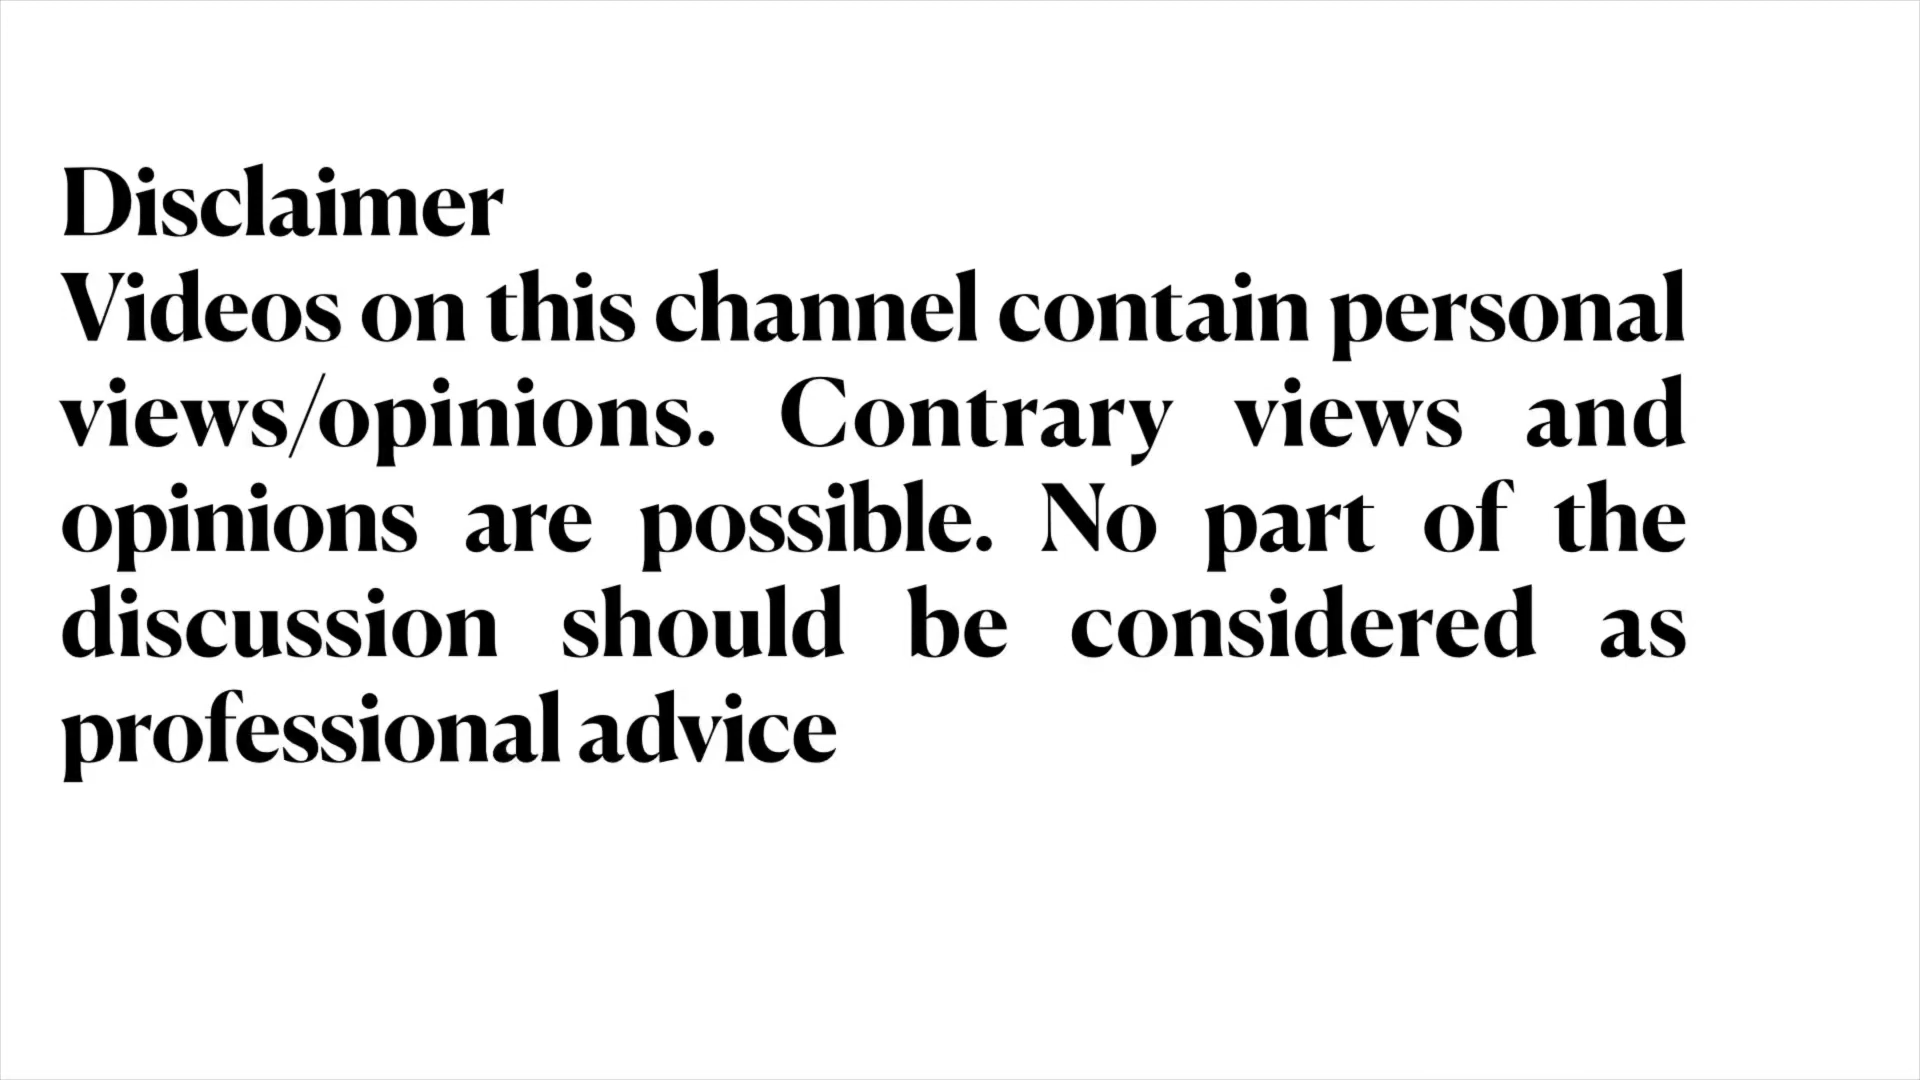 Disclaimer
Videos on this channel contain personal
views/opinions. Contrary views and
opinions are possible. No part of the
discussion should be considered as
professional advice